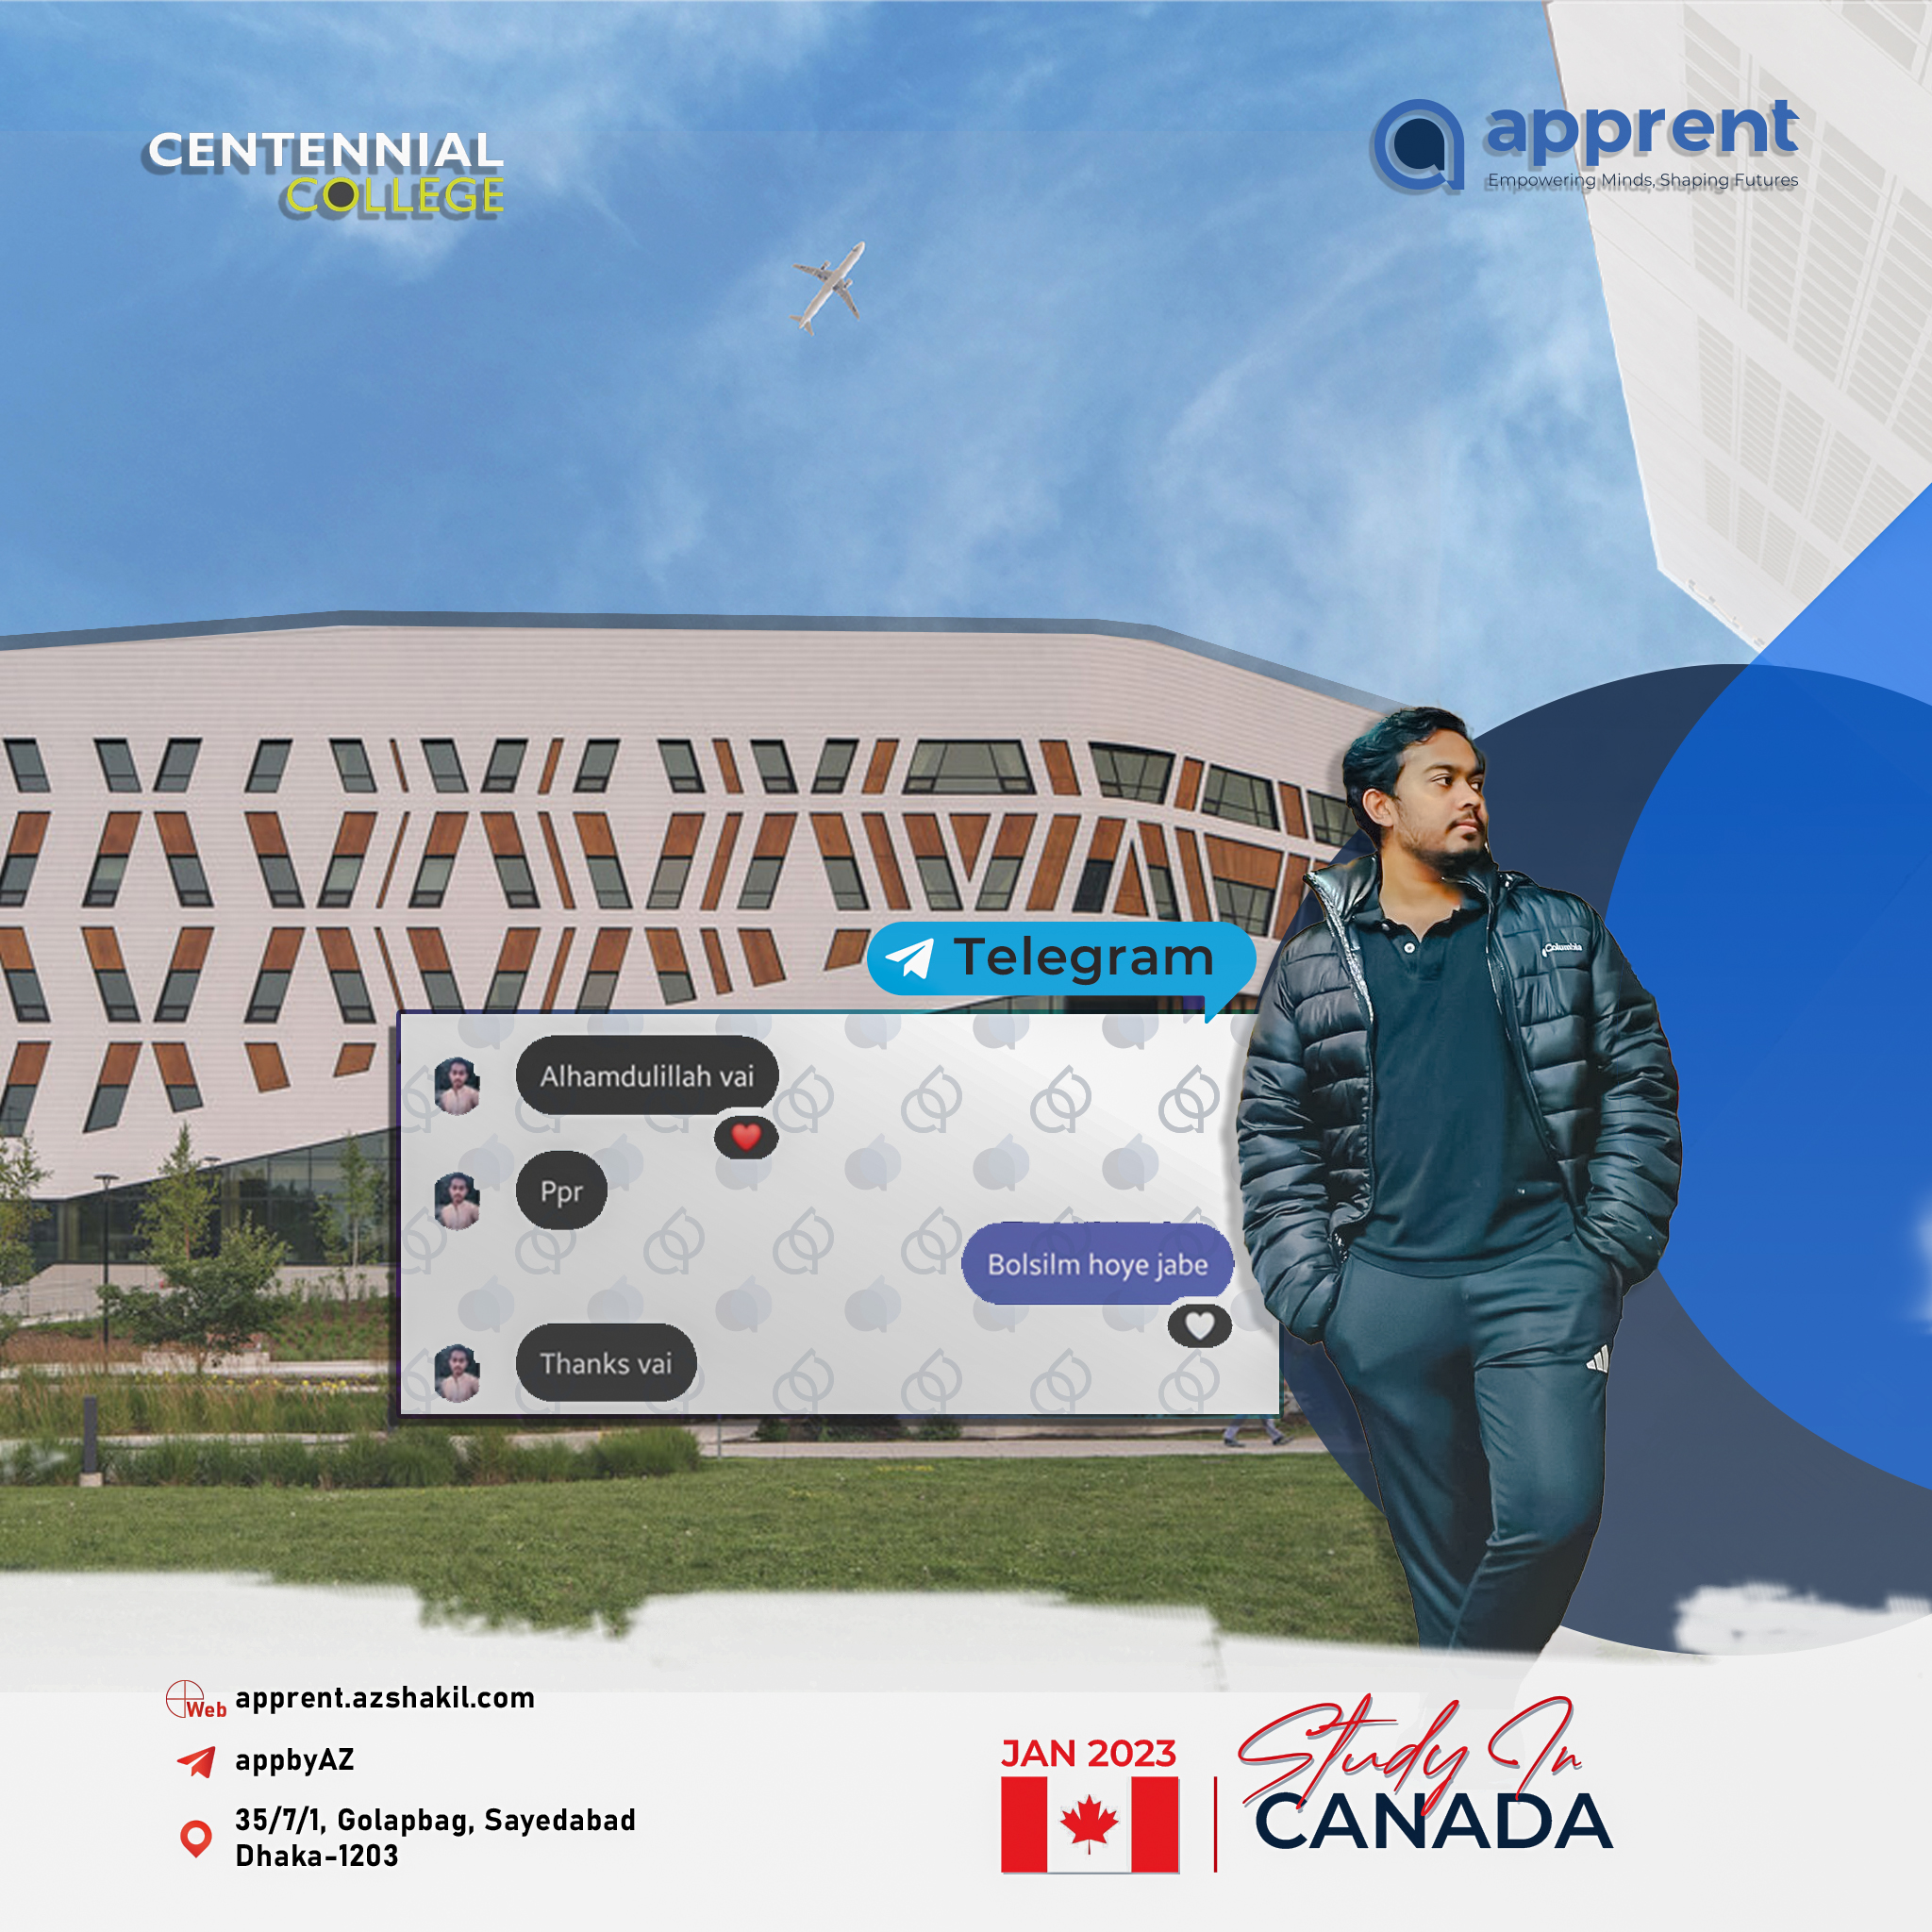 CENTENNIAL
COLLEGE
apprent
Empowering Minds, Shaping Futures
Columbia
Telegram
Alhamdulillah vai
Ppr
Bolsilm hoye jabe
Thanks vai
Web apprent.azshakil.com
appbyAZ
35/7/1, Golapbag, Sayedabad
Dhaka-1203
JAN 2023
Study In
CANADA